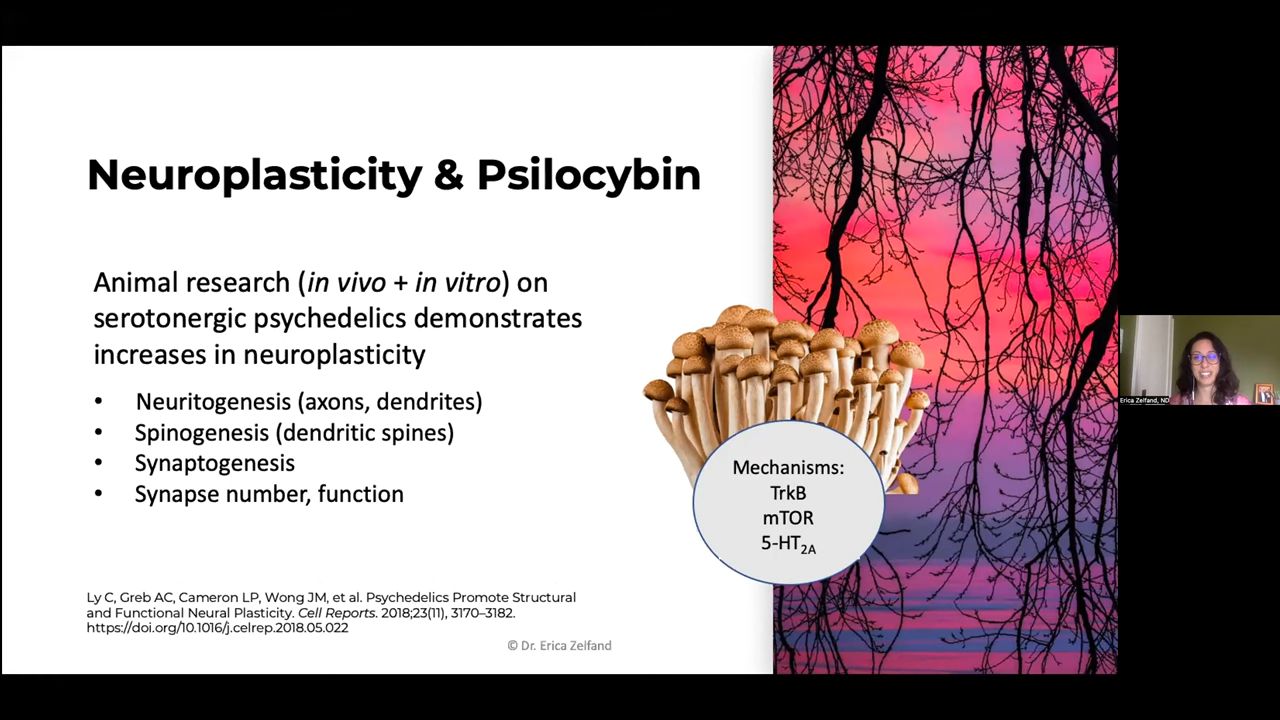 Neuroplasticity & Psilocybin
Animal research (in vivo + in vitro) on
serotonergic psychedelics demonstrates
increases in neuroplasticity
• Neuritogenesis (axons, dendrites)
• Spinogenesis (dendritic spines)
• Synaptogenesis
• Synapse number, function
Mechanisms:
TrkB
mTOR
5-HT2A
Ly C, Greb AC, Cameron LP, Wong JM, et al. Psychedelics Promote Structural
and Functional Neural Plasticity. Cell Reports. 2018;23(11), 3170–3182.
https://doi.org/10.1016/j.celrep.2018.05.022
© Dr. Erica Zelfand
Erica Zelfand, ND